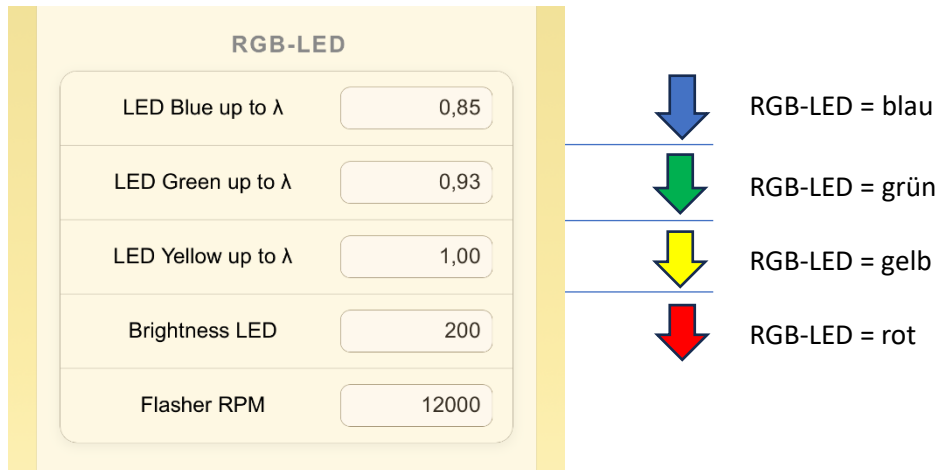 RGB-LED
LED Blue up to λ 0,85
RGB-LED = blau
LED Green up to λ 0,93
RGB-LED = grün
LED Yellow up to λ 1,00
RGB-LED = gelb
Brightness LED 200
RGB-LED = rot
Flasher RPM 12000